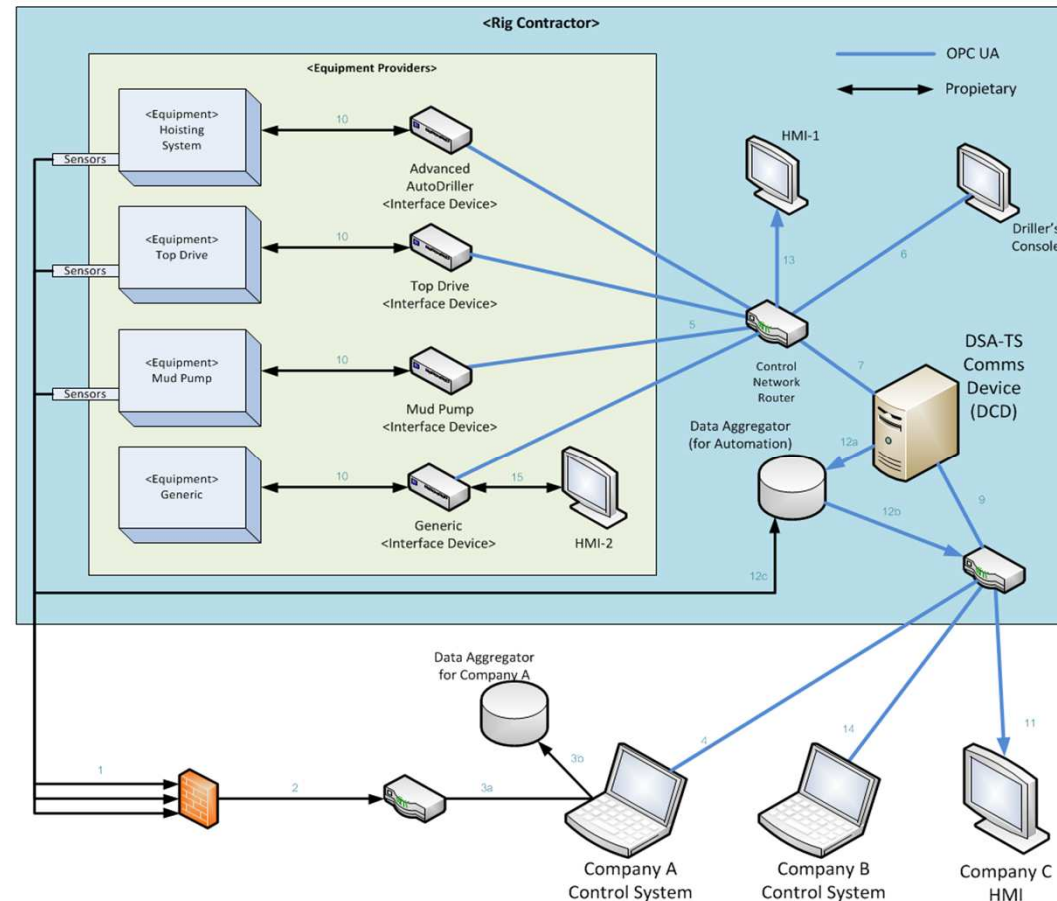 <Rig Contractor>
<Equipment Providers>
OPC UA
Propietary
<Equipment>
Hoisting
System
Sensors
10
Advanced
AutoDriller
<Interface Device>
HMI-1
Driller's
Console
<Equipment>
Top Drive
Sensors
10
Top Drive
<Interface Device>
13
6
5
<Equipment>
Mud Pump
Sensors
10
Mud Pump
<Interface Device>
Control
Network
Router
7
DSA-TS
Comms
Device
(DCD)
Data Aggregator
(for Automation)
12a
<Equipment>
Generic
10
Generic
<Interface Device>
15
HMI-2
12b
9
12c
Data Aggregator
for Company A
1
2
3a
3b
4
14
11
Company A
Control System
Company B
Control System
Company C
HMI